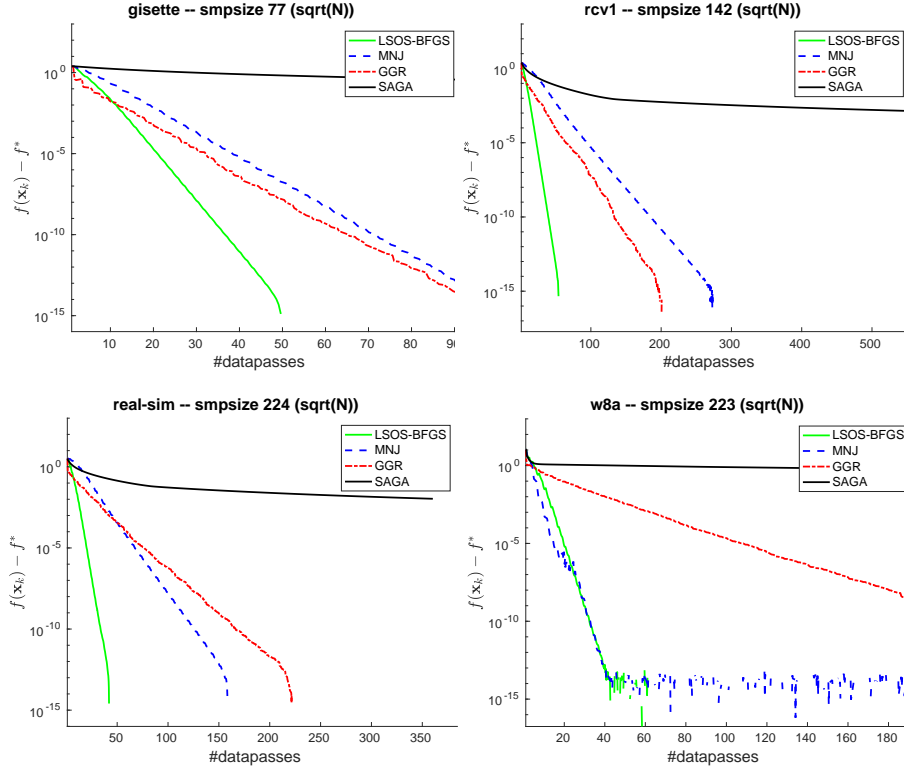 gisette -- smpsize 77 (sqrt(N))
LSOS-BFGS
MNJ
GGR
SAGA
10^0
10^-5
10^-10
10^-15
f(x_k) − f*
10 20 30 40 50 60 70 80 90
#datapasses
rcv1 -- smpsize 142 (sqrt(N))
LSOS-BFGS
MNJ
GGR
SAGA
10^0
10^-5
10^-10
10^-15
f(x_k) − f*
100 200 300 400 500
#datapasses
real-sim -- smpsize 224 (sqrt(N))
LSOS-BFGS
MNJ
GGR
SAGA
10^0
10^-5
10^-10
10^-15
f(x_k) − f*
50 100 150 200 250 300 350
#datapasses
w8a -- smpsize 223 (sqrt(N))
LSOS-BFGS
MNJ
GGR
SAGA
10^0
10^-5
10^-10
10^-15
f(x_k) − f*
20 40 60 80 100 120 140 160 180
#datapasses